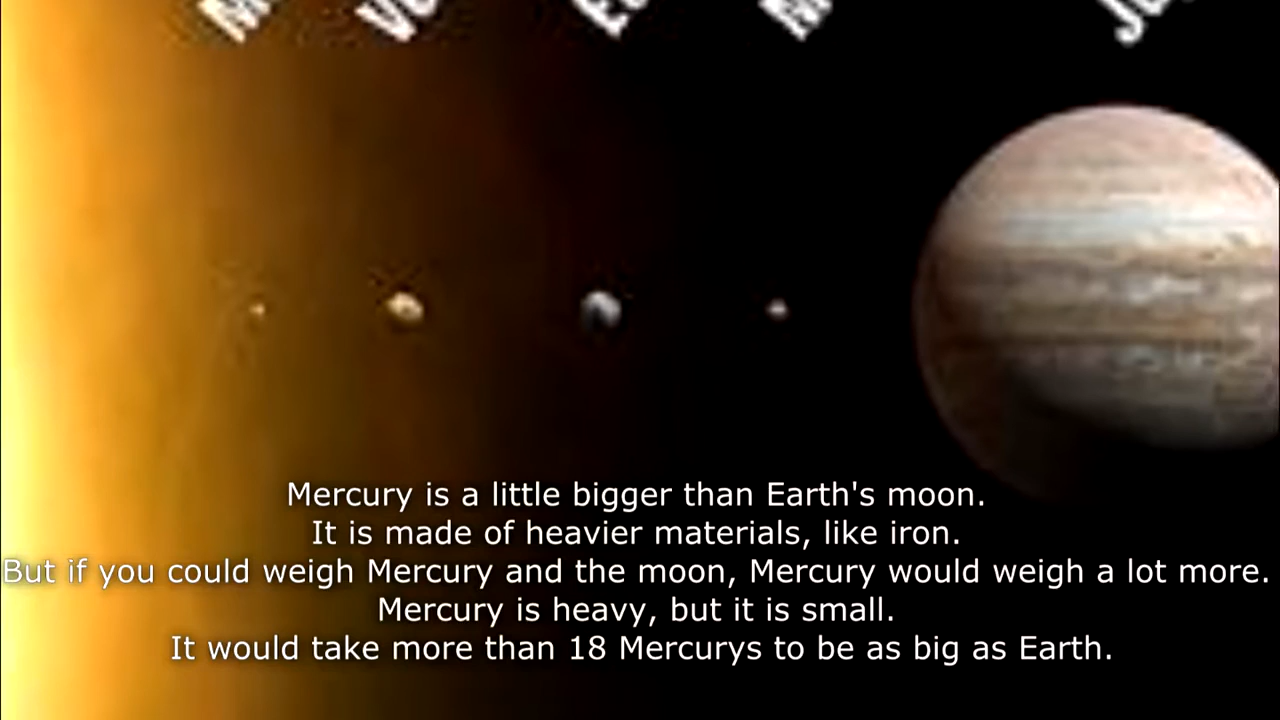 Mercury is a little bigger than Earth's moon.
It is made of heavier materials, like iron.
But if you could weigh Mercury and the moon, Mercury would weigh a lot more.
Mercury is heavy, but it is small.
It would take more than 18 Mercurys to be as big as Earth.